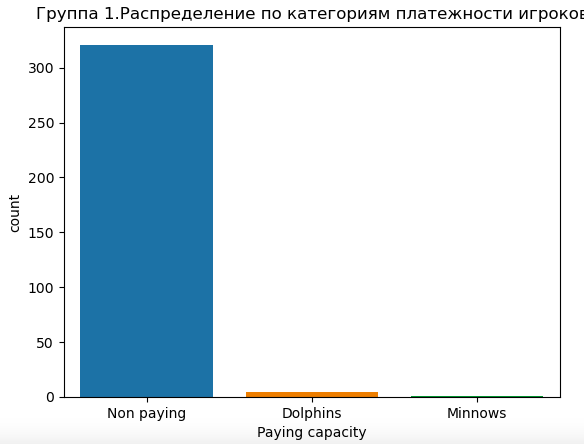 Группа 1.Распределение по категориям платежности игроков
300
250
200
150
100
50
0
count
Non paying
Dolphins
Minnows
Paying capacity